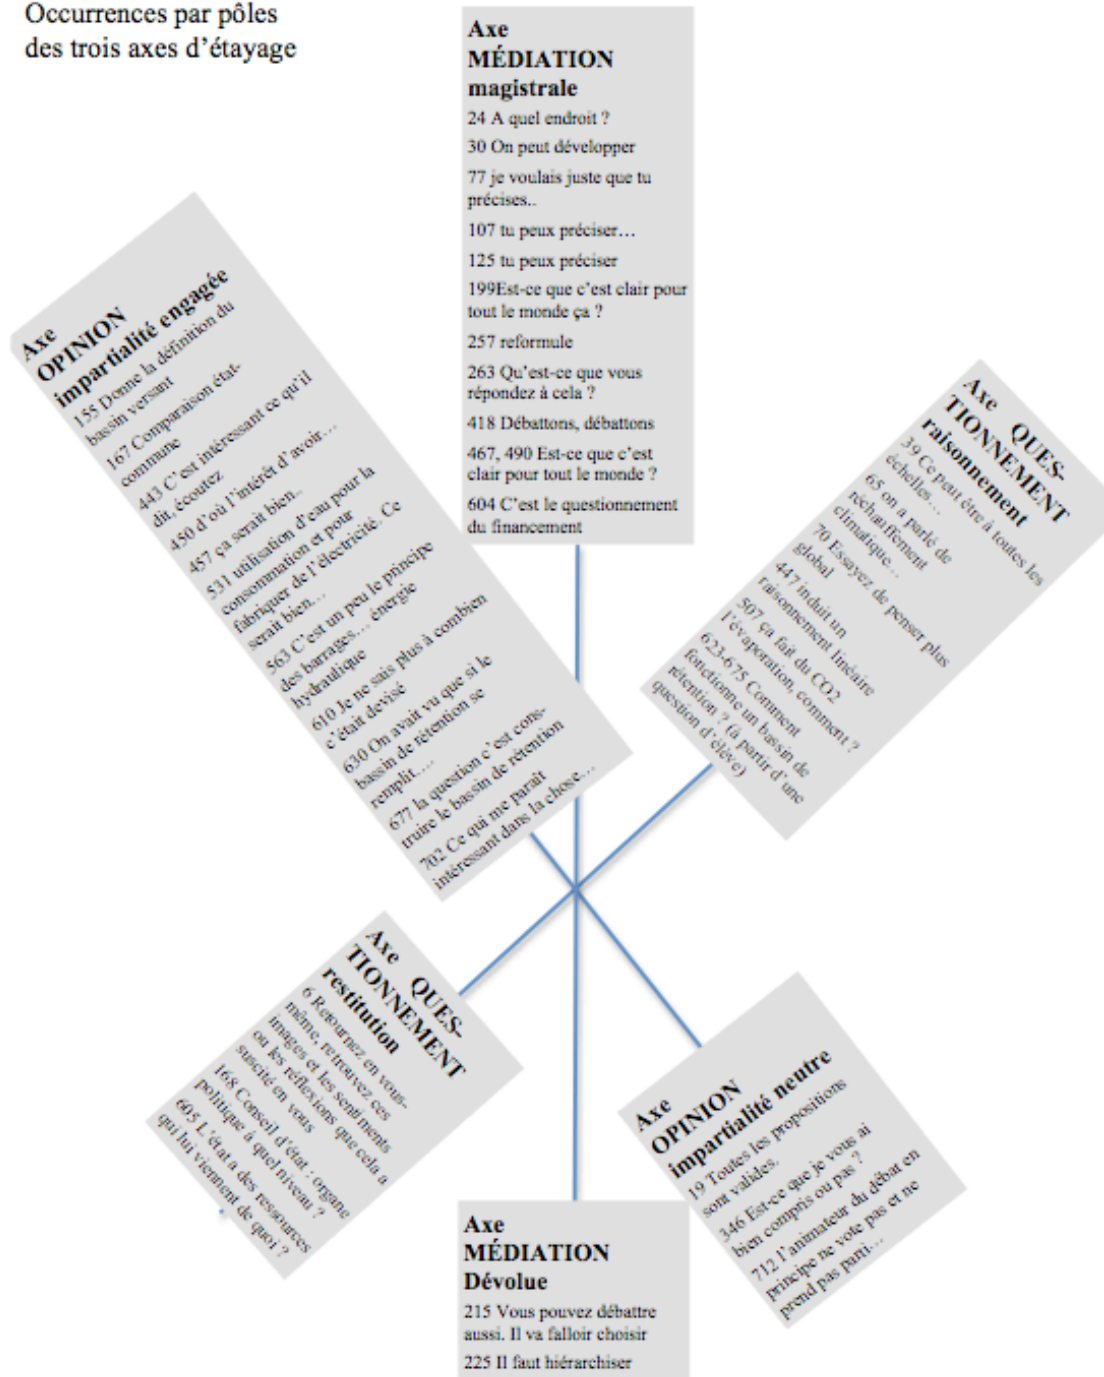 Occurrences par pôles
des trois axes d'étayage
Axe
MÉDIATION
magistrale
24 A quel endroit ?
30 On peut développer
77 je voulais juste que tu
précises..
107 tu peux préciser…
125 tu peux préciser
199Est-ce que c'est clair pour
tout le monde ça ?
257 reformule
263 Qu'est-ce que vous
répondez à cela ?
418 Débattons, débattons
467, 490 Est-ce que c'est
clair pour tout le monde ?
604 C'est le questionnement
du financement
Axe
OPINION
impartialité engagée
155 Donne la définition du
bassin versant
167 Comparaison état-
commune
443 C'est intéressant ce qu'il
dit, écoutez
450 d'où l'intérêt d'avoir…
457 ça serait bien..
531 utilisation d'eau pour la
consommation et pour
fabriquer de l'électricité. Ce
serait bien…
563 C'est un peu le principe
des barrages… énergie
hydraulique
610 Je ne sais plus à combien
c'était devisé
630 On avait vu que si le
bassin de rétention se
remplit….
677 la question c'est cons-
truire le bassin de rétention
702 Ce qui me paraît
intéressant dans la chose…
Axe QUES-
TIONNEMENT
raisonnement
39 Ce peut être à toutes les
échelles…
65 on a parlé de
réchauffement
climatique…
70 Essayez de penser plus
global
447 induit un
raisonnement linéaire
507 ça fait du CO2
l'évaporation, comment ?
623-675 Comment
fonctionne un bassin de
rétention ? (à partir d'une
question d'élève)
Axe QUES-
TIONNEMENT
restitution
6 Retournez en vous-
même, retrouvez ces
images et les sentiments
ou les réflexions que cela a
suscité en vous
168 Conseil d'état : organe
politique à quel niveau ?
605 L'état a des ressources
qui lui viennent de quoi ?
Axe
OPINION
impartialité neutre
19 Toutes les propositions
sont valides.
346 Est-ce que je vous ai
bien compris ou pas ?
712 l'animateur du débat en
principe ne vote pas et ne
prend pas parti…
Axe
MÉDIATION
Dévolue
215 Vous pouvez débattre
aussi. Il va falloir choisir
225 Il faut hiérarchiser